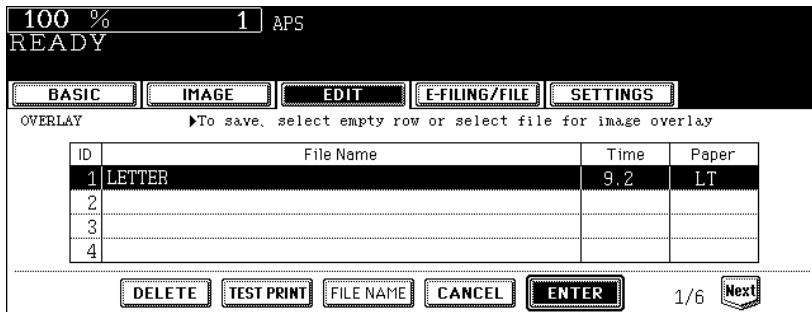 100 % 1 APS
READY
BASIC IMAGE EDIT E-FILING/FILE SETTINGS
OVERLAY ▶To save, select empty row or select file for image overlay
ID File Name Time Paper
1 LETTER 9.2 LT
2
3
4
DELETE TEST PRINT FILE NAME CANCEL ENTER 1/6 Next